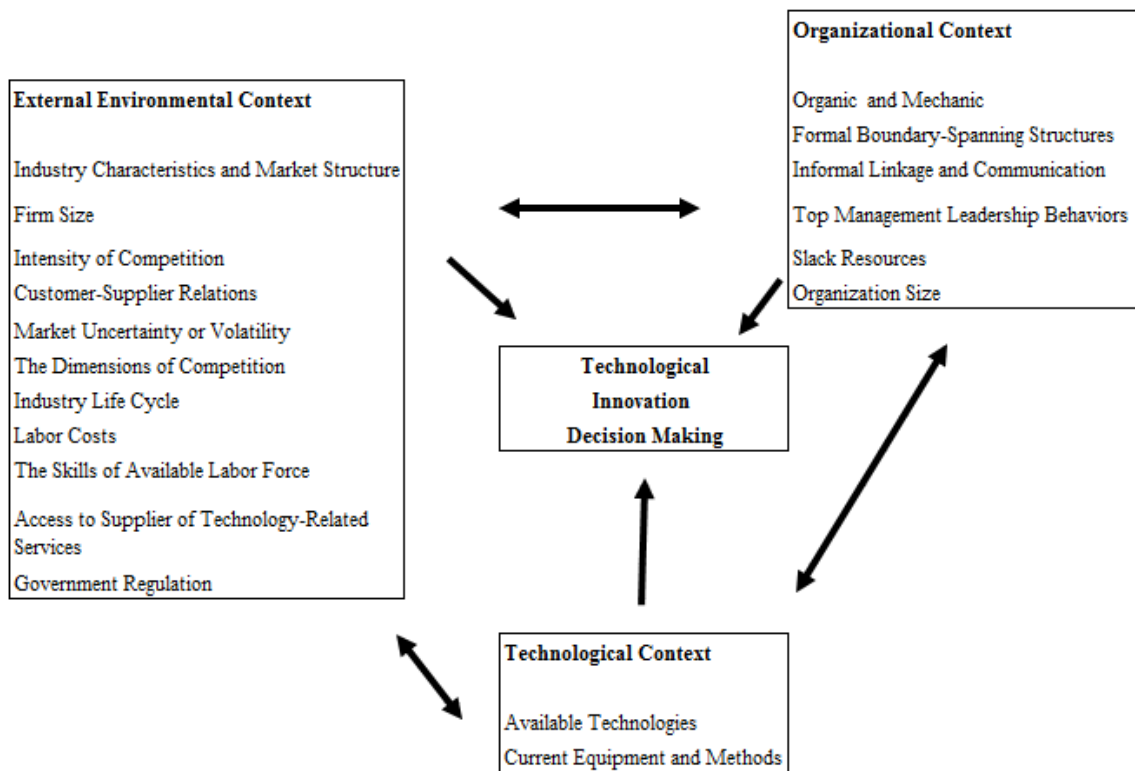 External Environmental Context
Industry Characteristics and Market Structure
Firm Size
Intensity of Competition
Customer-Supplier Relations
Market Uncertainty or Volatility
The Dimensions of Competition
Industry Life Cycle
Labor Costs
The Skills of Available Labor Force
Access to Supplier of Technology-Related
Services
Government Regulation
Organizational Context
Organic and Mechanic
Formal Boundary-Spanning Structures
Informal Linkage and Communication
Top Management Leadership Behaviors
Slack Resources
Organization Size
Technological
Innovation
Decision Making
Technological Context
Available Technologies
Current Equipment and Methods